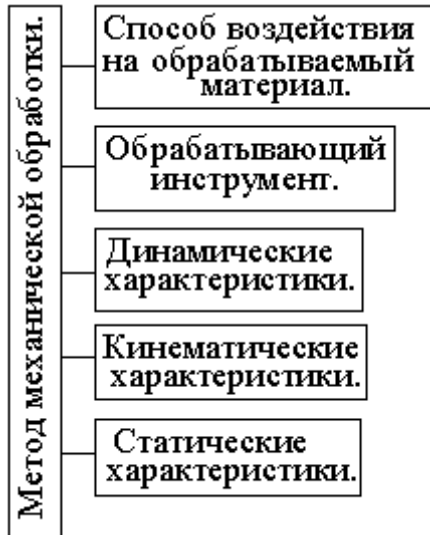 Метод механической обработки.
Способ воздействия
на обрабатываемый
материал.
Обрабатывающий
инструмент.
Динамические
характеристики.
Кинематические
характеристики.
Статические
характеристики.